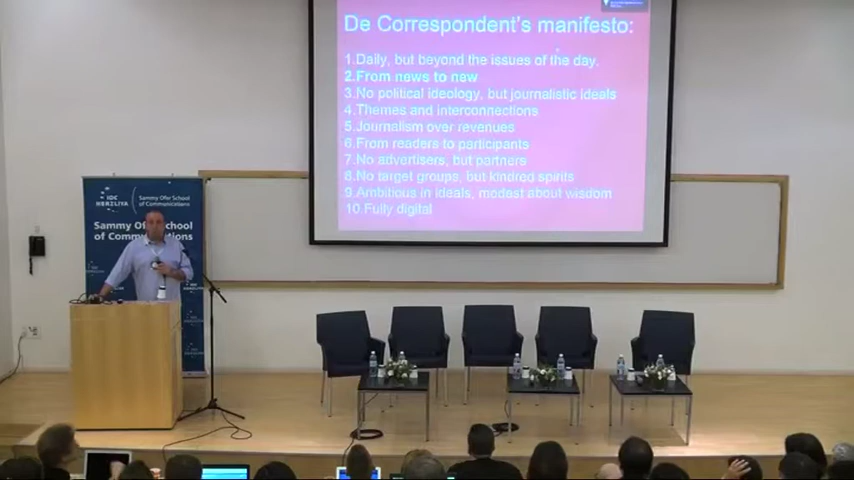 De Correspondent's manifesto:
1.Daily, but beyond the issues of the day.
2.From news to new
3.No political ideology, but journalistic ideals
4.Themes and interconnections
5.Journalism over revenues
6.From readers to participants
7.No advertisers, but partners
8.No target groups, but kindred spirits
9.Ambitious in ideals, modest about wisdom
10.Fully digital
IDC HERZLIYA
Sammy Ofer School of Communications
Sammy Ofer School
of Communications